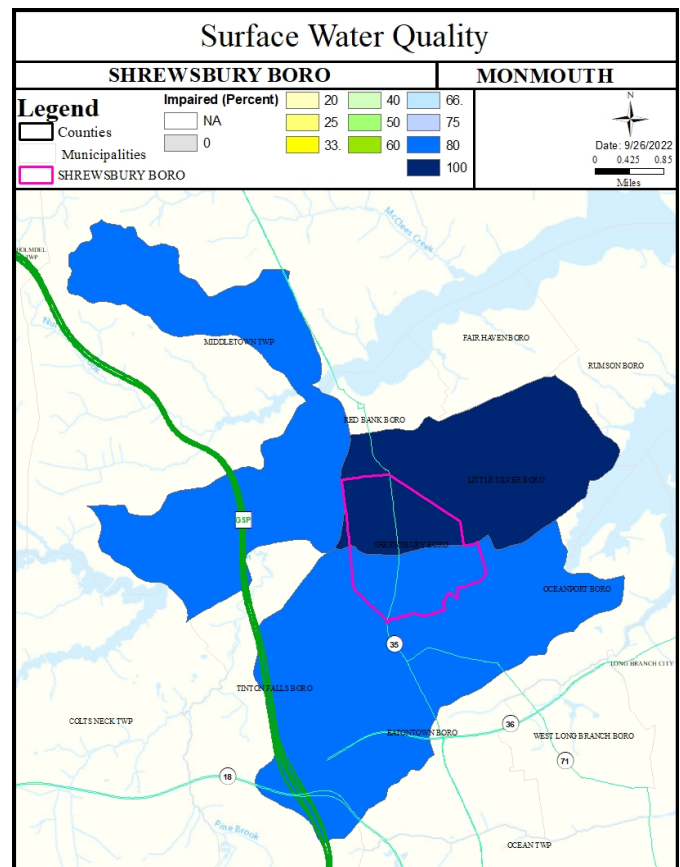 Surface Water Quality
SHREWSBURY BORO
MONMOUTH
Legend
Counties
Municipalities
SHREWSBURY BORO
Impaired (Percent)
NA
0
20
25
33.
40
50
60
66.
75
80
100
N
Date: 9/26/2022
0 0.425 0.85
Miles
McClees Creek
HOLMDEL
TWP
MIDDLETOWN TWP
FAIR HAVEN BORO
RUMSON BORO
RED BANK BORO
LITTLE SILVER BORO
GSP
SHREWSBURY BORO
OCEANPORT BORO
35
LONG BRANCH CITY
TINTON FALLS BORO
COLTS NECK TWP
EATONTOWN BORO
36
WEST LONG BRANCH BORO
71
18
Pine Brook
OCEAN TWP